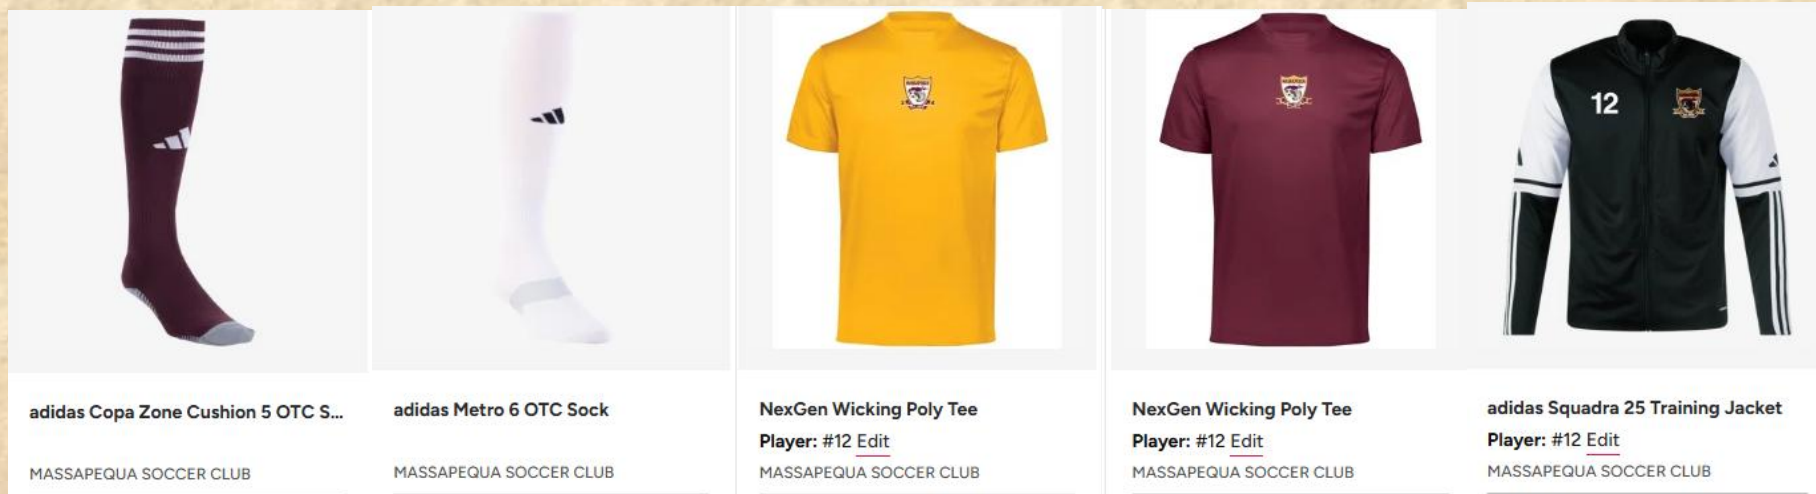 12
adidas Copa Zone Cushion 5 OTC S...
MASSAPEQUA SOCCER CLUB
adidas Metro 6 OTC Sock
MASSAPEQUA SOCCER CLUB
NexGen Wicking Poly Tee
Player: #12 Edit
MASSAPEQUA SOCCER CLUB
NexGen Wicking Poly Tee
Player: #12 Edit
MASSAPEQUA SOCCER CLUB
adidas Squadra 25 Training Jacket
Player: #12 Edit
MASSAPEQUA SOCCER CLUB